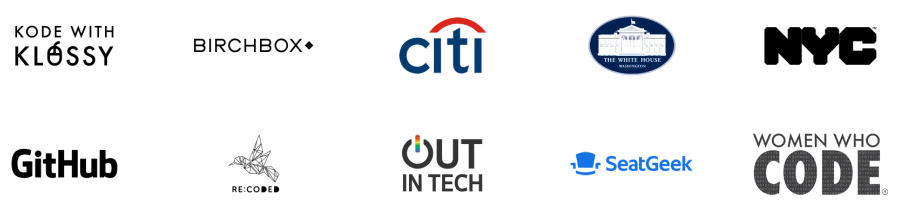 KODE WITH
KLOSSY
BIRCHBOX
citi
THE WHITE HOUSE
WASHINGTON
NYC
GitHub
RE:CODED
OUT
IN TECH
SeatGeek
WOMEN WHO
CODE®